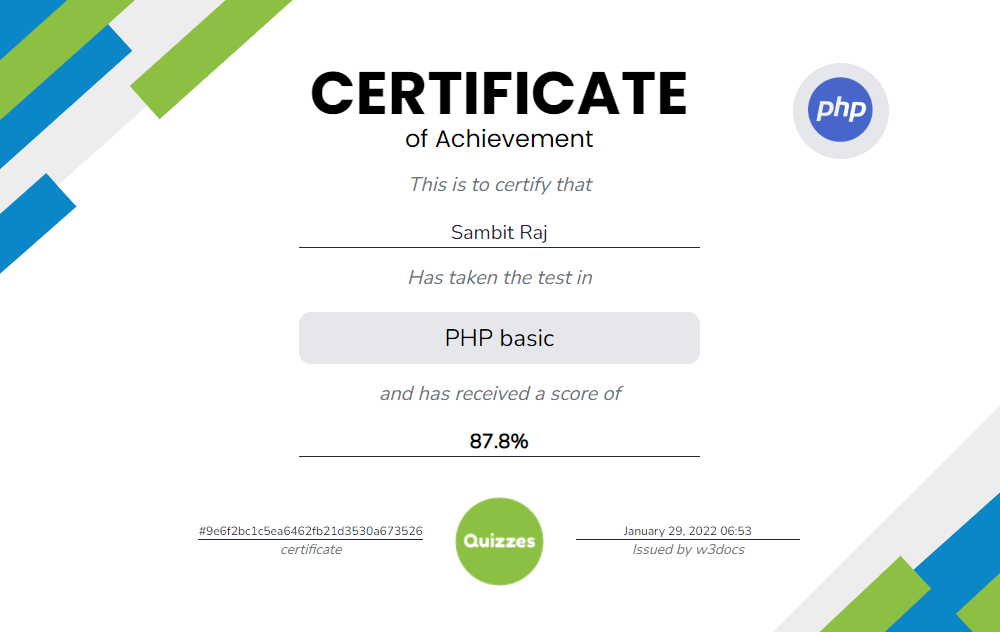 CERTIFICATE
of Achievement
php
This is to certify that
Sambit Raj
Has taken the test in
PHP basic
and has received a score of
87.8%
#9e6f2bc1c5ea6462fb21d3530a673526
certificate
Quizzes
January 29, 2022 06:53
Issued by w3docs